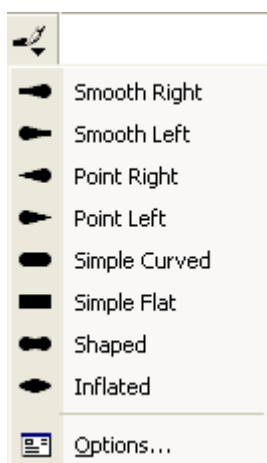 Smooth Right
Smooth Left
Point Right
Point Left
Simple Curved
Simple Flat
Shaped
Inflated
Options...